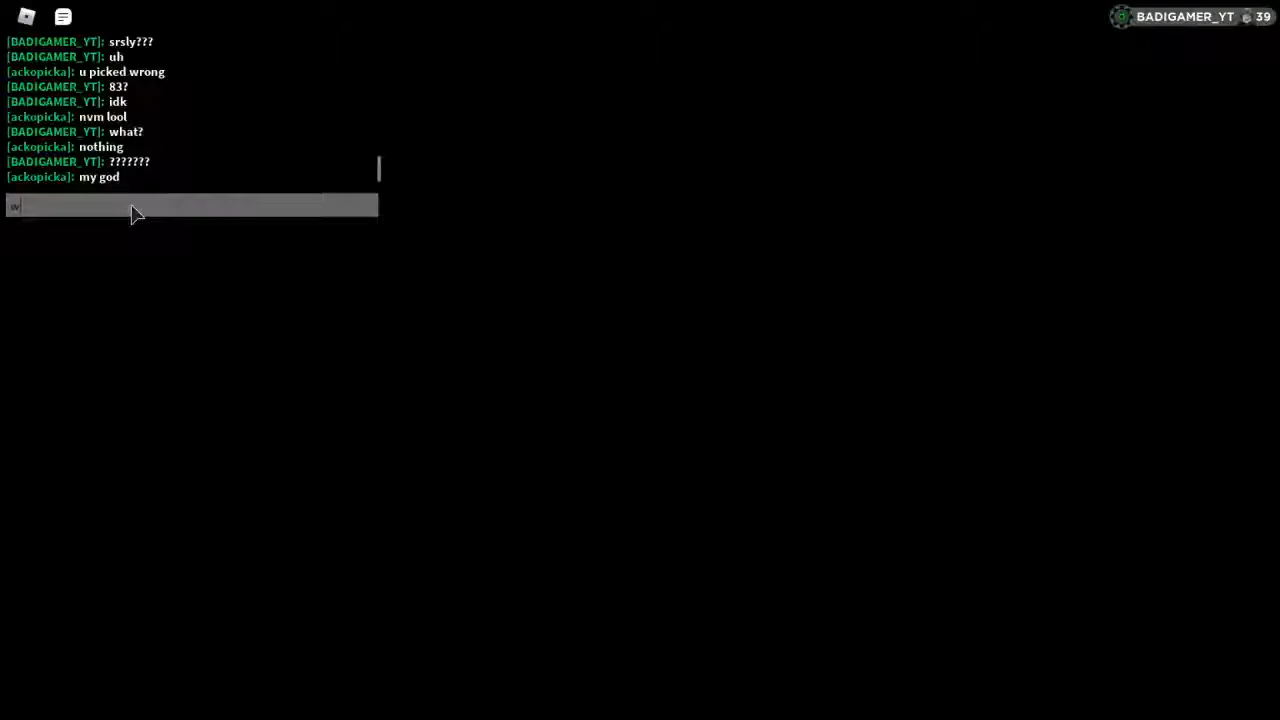 BADIGAMER_YT 39
[BADIGAMER_YT]: srsly???
[BADIGAMER_YT]: uh
[ackopicka]: u picked wrong
[BADIGAMER_YT]: 83?
[BADIGAMER_YT]: idk
[ackopicka]: nvm lool
[BADIGAMER_YT]: what?
[ackopicka]: nothing
[BADIGAMER_YT]: ???????
[ackopicka]: my god
w